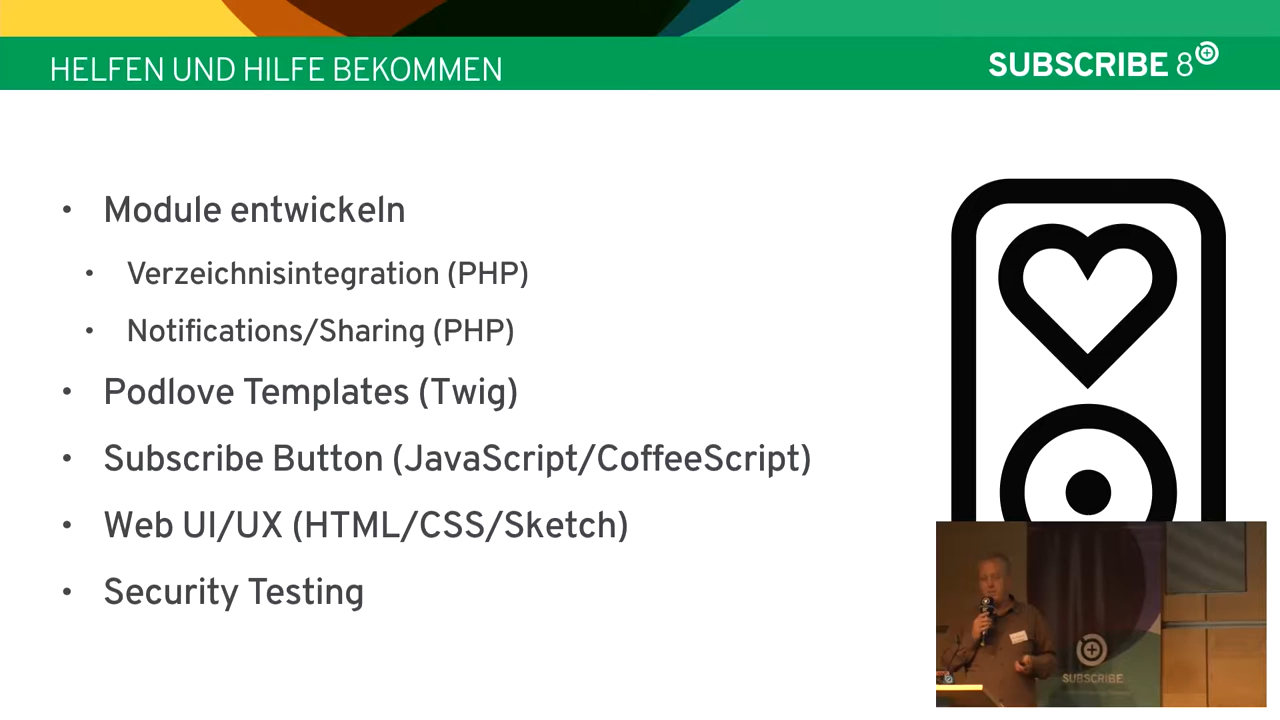 HELFEN UND HILFE BEKOMMEN
SUBSCRIBE 8
• Module entwickeln
• Verzeichnisintegration (PHP)
• Notifications/Sharing (PHP)
• Podlove Templates (Twig)
• Subscribe Button (JavaScript/CoffeeScript)
• Web UI/UX (HTML/CSS/Sketch)
• Security Testing
SUBSCRIBE